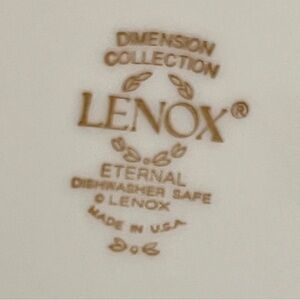 DIMENSION
COLLECTION
LENOX®
ETERNAL
DISHWASHER SAFE
© LENOX
MADE IN U.S.A.